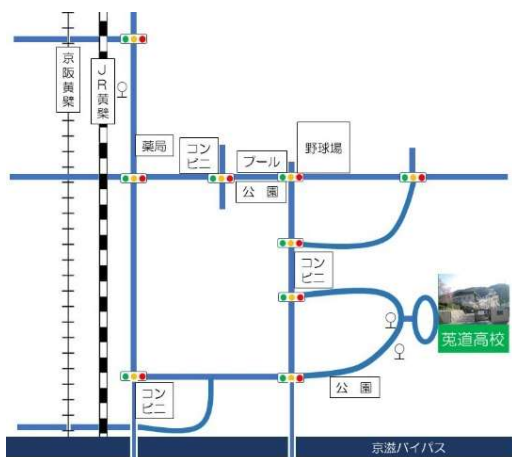 京阪黄檗
JR黄檗
薬局
コン
ビニ
プール
野球場
公園
コン
ビニ
莵道高校
コン
ビニ
公園
京滋バイパス